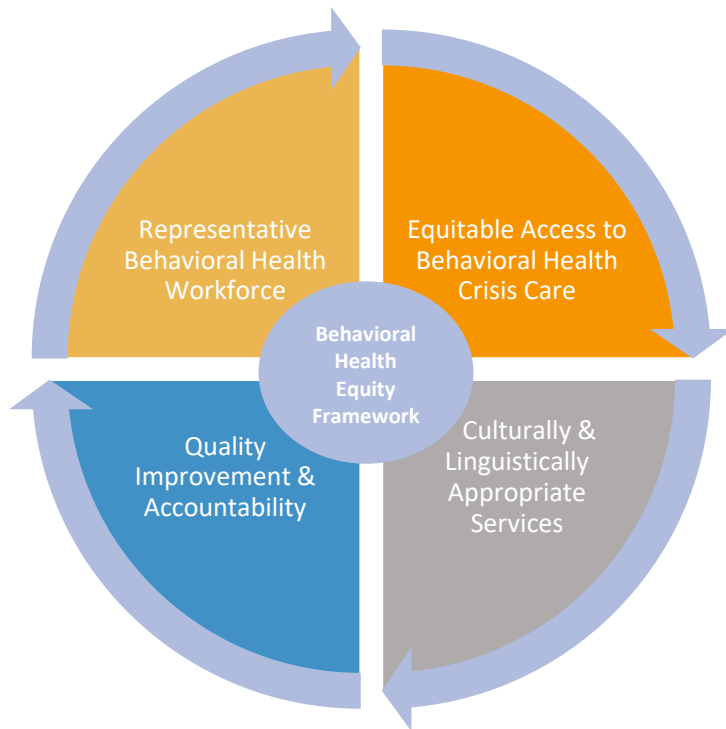 Representative
Behavioral Health
Workforce
Equitable Access to
Behavioral Health
Crisis Care
Behavioral
Health
Equity
Framework
Quality
Improvement &
Accountability
Culturally &
Linguistically
Appropriate
Services